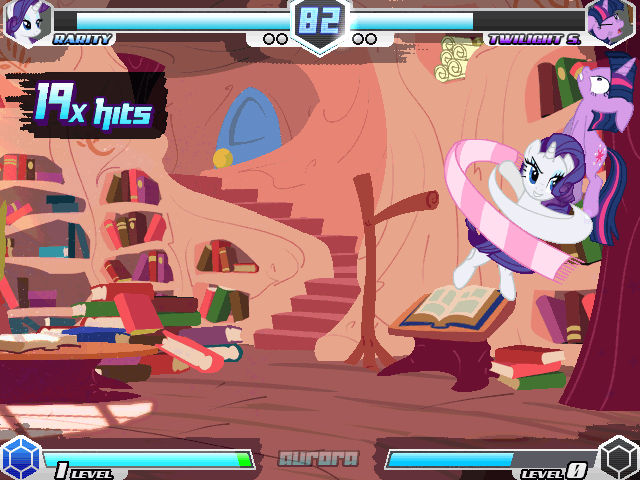 82
RARITY
TWILIGHT S.
19x hits
1 LEVEL
aurora
LEVEL 0